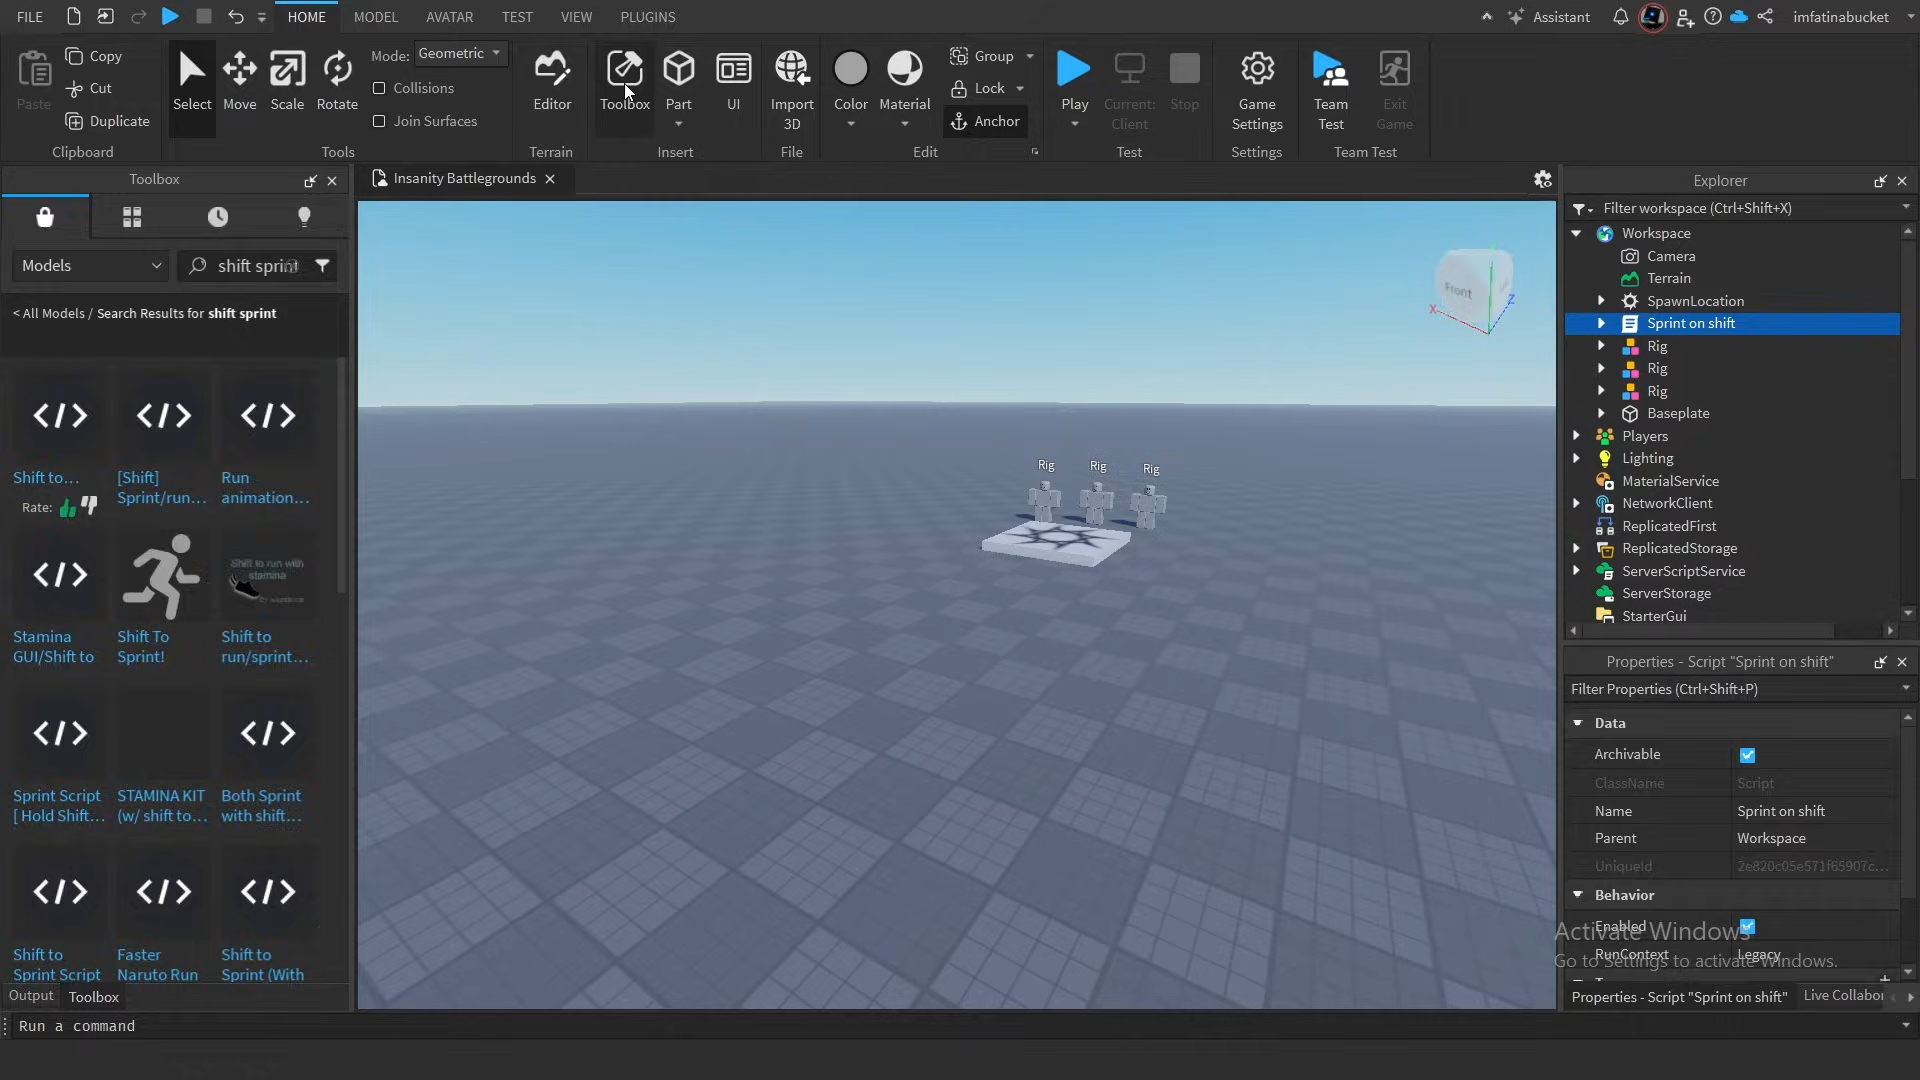 FILE HOME MODEL AVATAR TEST VIEW PLUGINS Assistant imfatinabucket
Paste Copy Cut Duplicate
Clipboard
Select Move Scale Rotate
Mode: Geometric
Collisions
Join Surfaces
Tools
Editor
Terrain
Toolbox Part UI
Insert
Import 3D
File
Color Material
Group
Lock
Anchor
Edit
Play Current: Client Stop
Test
Game Settings
Settings
Team Test Exit Game
Team Test
Toolbox
Models
shift sprint
< All Models / Search Results for shift sprint
Shift to...
Rate:
[Shift]
Sprint/run...
Run
animation...
Stamina
GUI/Shift to
Shift To
Sprint!
Shift to run with
stamina
Shift to
run/sprint...
Sprint Script
[ Hold Shift...
STAMINA KIT
(w/ shift to...
Both Sprint
with shift...
Shift to
Sprint Script
Faster
Naruto Run
Shift to
Sprint (With
Output Toolbox
Run a command
Insanity Battlegrounds
Front
X
Z
Rig Rig Rig
Explorer
Filter workspace (Ctrl+Shift+X)
Workspace
Camera
Terrain
SpawnLocation
Sprint on shift
Rig
Rig
Rig
Baseplate
Players
Lighting
MaterialService
NetworkClient
ReplicatedFirst
ReplicatedStorage
ServerScriptService
ServerStorage
StarterGui
Properties - Script "Sprint on shift"
Filter Properties (Ctrl+Shift+P)
Data
Archivable
ClassName Script
Name Sprint on shift
Parent Workspace
UniqueId 2e820c05e571f65907c...
Behavior
Enabled
RunContext Legacy
Activate Windows
Go to Settings to activate Windows.
Properties - Script "Sprint on shift" Live Collabor